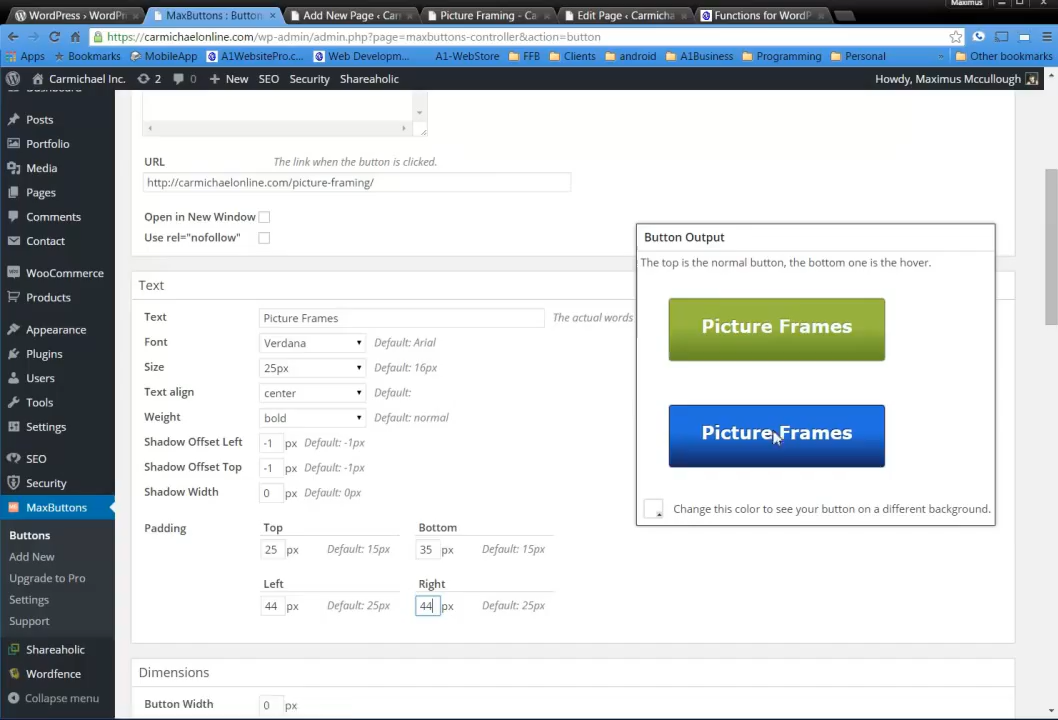 Maximus
WordPress › WordPr
MaxButtons : Button
Add New Page ‹ Car
Picture Framing - Ca
Edit Page ‹ Carmicha
Functions for WordP
https://carmichaelonline.com/wp-admin/admin.php?page=maxbuttons-controller&action=button
Apps
Bookmarks
MobileApp
A1WebsitePro.c...
Web Developm...
A1-WebStore
FFB
Clients
android
A1Business
Programming
Personal
»
Other bookmarks
Carmichael Inc.
2
0
+ New
SEO
Security
Shareaholic
Howdy, Maximus Mccullough
Dashboard
Posts
Portfolio
Media
Pages
Comments
Contact
WooCommerce
Products
Appearance
Plugins
Users
Tools
Settings
SEO
Security
MaxButtons
Buttons
Add New
Upgrade to Pro
Settings
Support
Shareaholic
Wordfence
Collapse menu
URL The link when the button is clicked.
http://carmichaelonline.com/picture-framing/
Open in New Window
Use rel="nofollow"
Text
Text Picture Frames The actual words
Font Verdana Default: Arial
Size 25px Default: 16px
Text align center Default:
Weight bold Default: normal
Shadow Offset Left -1 px Default: -1px
Shadow Offset Top -1 px Default: -1px
Shadow Width 0 px Default: 0px
Padding
Top Bottom
25 px Default: 15px 35 px Default: 15px
Left Right
44 px Default: 25px 44 px Default: 25px
Dimensions
Button Width 0 px
Button Output
The top is the normal button, the bottom one is the hover.
Picture Frames
Picture Frames
Change this color to see your button on a different background.